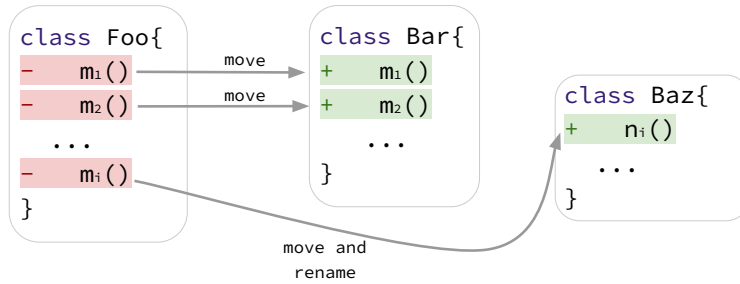 class Foo{
- m₁()
- m₂()
...
- mᵢ()
}
move
move
class Bar{
+ m₁()
+ m₂()
...
}
move and
rename
class Baz{
+ nᵢ()
...
}